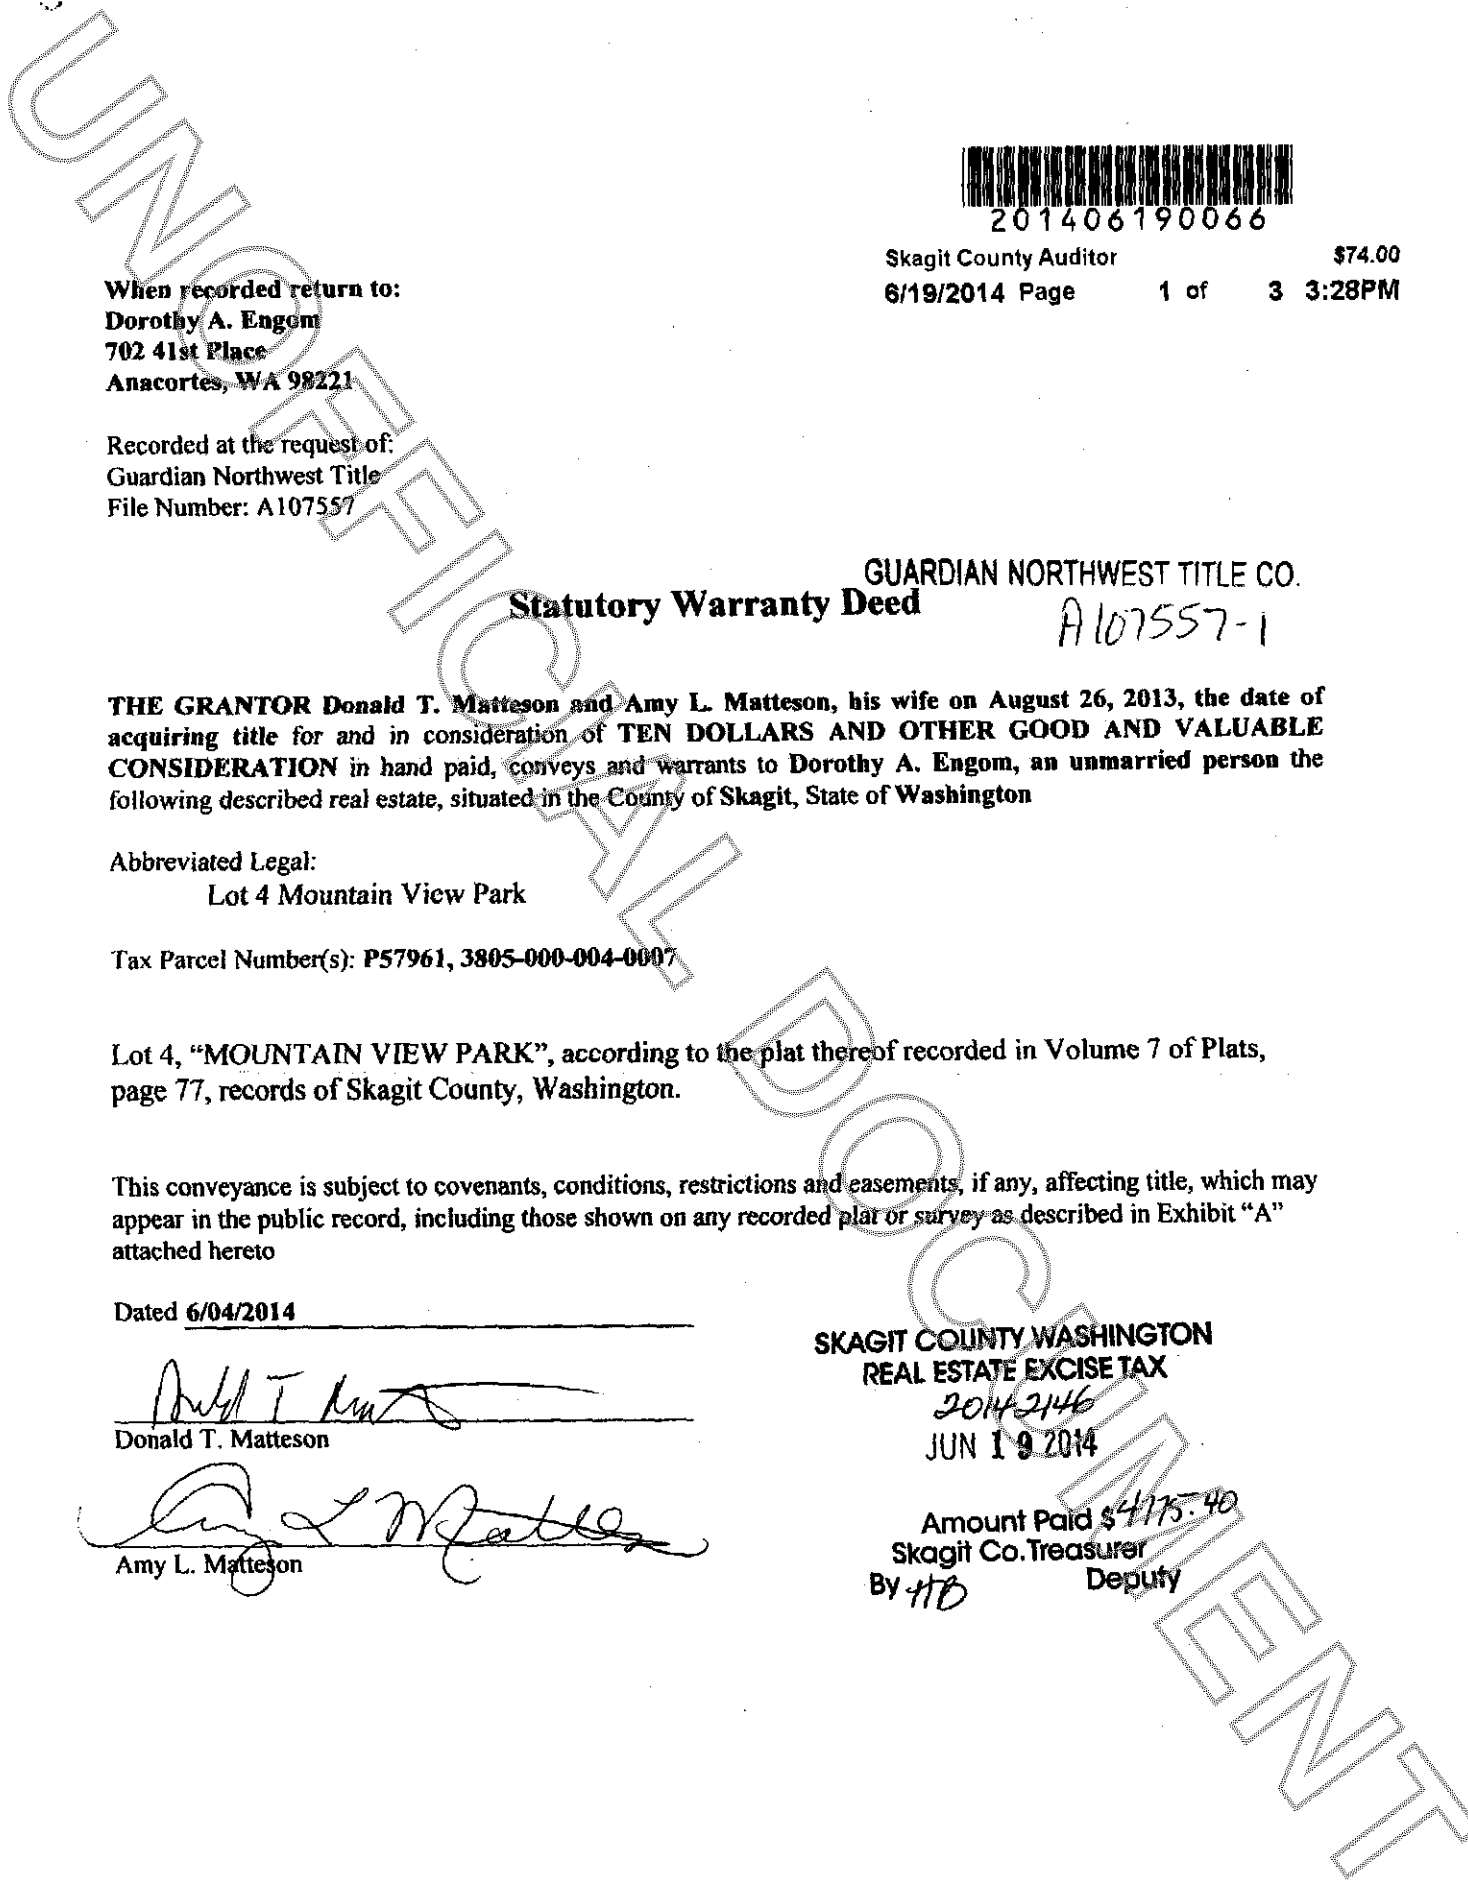 201406190066
Skagit County Auditor $74.00
6/19/2014 Page 1 of 3 3:28PM
When recorded return to:
Dorothy A. Engom
702 41st Place
Anacortes, WA 98221
Recorded at the request of:
Guardian Northwest Title
File Number: A107557
GUARDIAN NORTHWEST TITLE CO.
Statutory Warranty Deed
A107557-1
THE GRANTOR Donald T. Matteson and Amy L. Matteson, his wife on August 26, 2013, the date of
acquiring title for and in consideration of TEN DOLLARS AND OTHER GOOD AND VALUABLE
CONSIDERATION in hand paid, conveys and warrants to Dorothy A. Engom, an unmarried person the
following described real estate, situated in the County of Skagit, State of Washington
Abbreviated Legal:
Lot 4 Mountain View Park
Tax Parcel Number(s): P57961, 3805-000-004-0007
Lot 4, “MOUNTAIN VIEW PARK”, according to the plat thereof recorded in Volume 7 of Plats,
page 77, records of Skagit County, Washington.
This conveyance is subject to covenants, conditions, restrictions and easements, if any, affecting title, which may
appear in the public record, including those shown on any recorded plat or survey as described in Exhibit “A”
attached hereto
Dated 6/04/2014
Donald T. Matteson
Amy L Matteson
Amy L. Matteson
SKAGIT COUNTY WASHINGTON
REAL ESTATE EXCISE TAX
20142146
JUN 19 2014
Amount Paid $4775.40
Skagit Co. Treasurer
By HB Deputy
UNOFFICIAL DOCUMENT